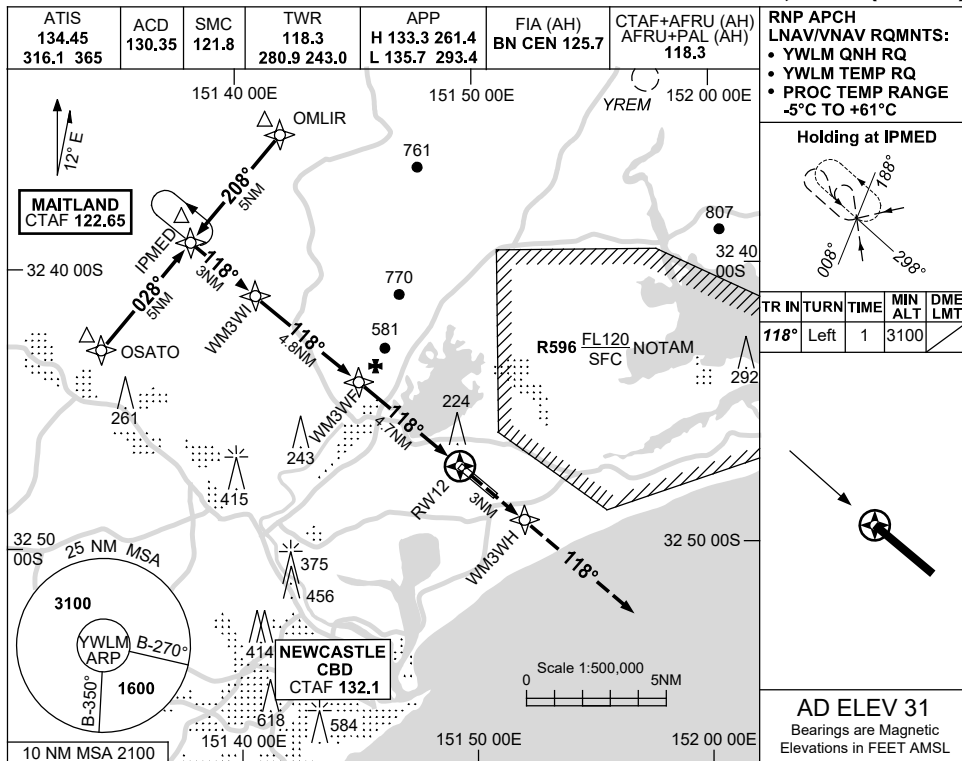 ATIS
134.45
316.1 365
ACD
130.35
SMC
121.8
TWR
118.3
280.9 243.0
APP
H 133.3 261.4
L 135.7 293.4
FIA (AH)
BN CEN 125.7
CTAF+AFRU (AH)
AFRU+PAL (AH)
118.3
RNP APCH
LNAV/VNAV RQMNTS:
• YWLM QNH RQ
• YWLM TEMP RQ
• PROC TEMP RANGE
-5°C TO +61°C
151 40 00E
151 50 00E
152 00 00E
YREM
12° E
OMLIR
761
208°
5NM
MAITLAND
CTAF 122.65
IPMED
807
32 40 00S
32 40
00S
118°
3NM
028°
5NM
770
WM3WI
118°
4.8NM
581
OSATO
R596 FL120
SFC
NOTAM
292
261
WM3WF
224
118°
4.7NM
243
415
RW12
3NM
WM3WH
118°
32 50
00S
32 50 00S
375
456
25 NM MSA
3100
YWLM
ARP
B-270°
B-350°
1600
10 NM MSA 2100
414
NEWCASTLE
CBD
CTAF 132.1
618
584
Scale 1:500,000
0
5NM
151 40 00E
151 50 00E
152 00 00E
Holding at IPMED
188°
008°
298°
TR IN TURN TIME MIN ALT DME LMT
118° Left 1 3100
AD ELEV 31
Bearings are Magnetic
Elevations in FEET AMSL